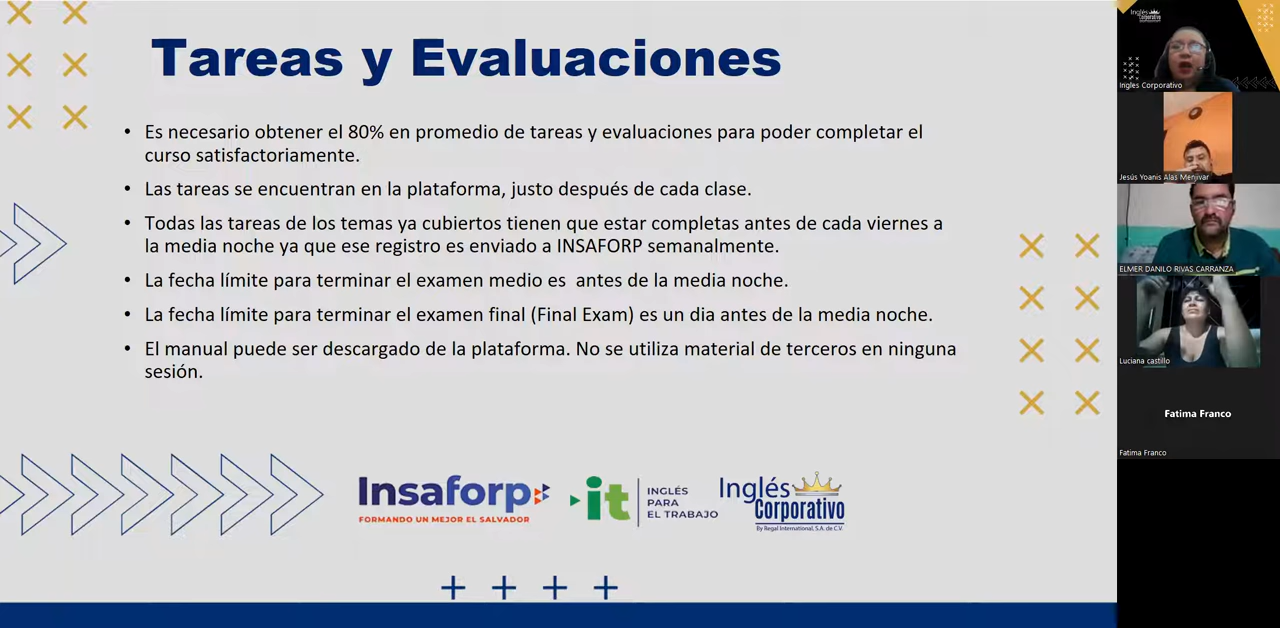 Tareas y Evaluaciones
• Es necesario obtener el 80% en promedio de tareas y evaluaciones para poder completar el
curso satisfactoriamente.
• Las tareas se encuentran en la plataforma, justo después de cada clase.
• Todas las tareas de los temas ya cubiertos tienen que estar completas antes de cada viernes a
la media noche ya que ese registro es enviado a INSAFORP semanalmente.
• La fecha límite para terminar el examen medio es  antes de la media noche.
• La fecha límite para terminar el examen final (Final Exam) es un dia antes de la media noche.
• El manual puede ser descargado de la plataforma. No se utiliza material de terceros en ninguna
sesión.
Insaforp
FORMANDO UN MEJOR EL SALVADOR
it
INGLÉS
PARA
EL TRABAJO
Inglés
Corporativo
By Regal International, S.A. de C.V.
Inglés
Corporativo
Ingles Corporativo
Jesús Yoanis Alas Menjivar
ELMER DANILO RIVAS CARRANZA
Luciana castillo
Fatima Franco
Fatima Franco